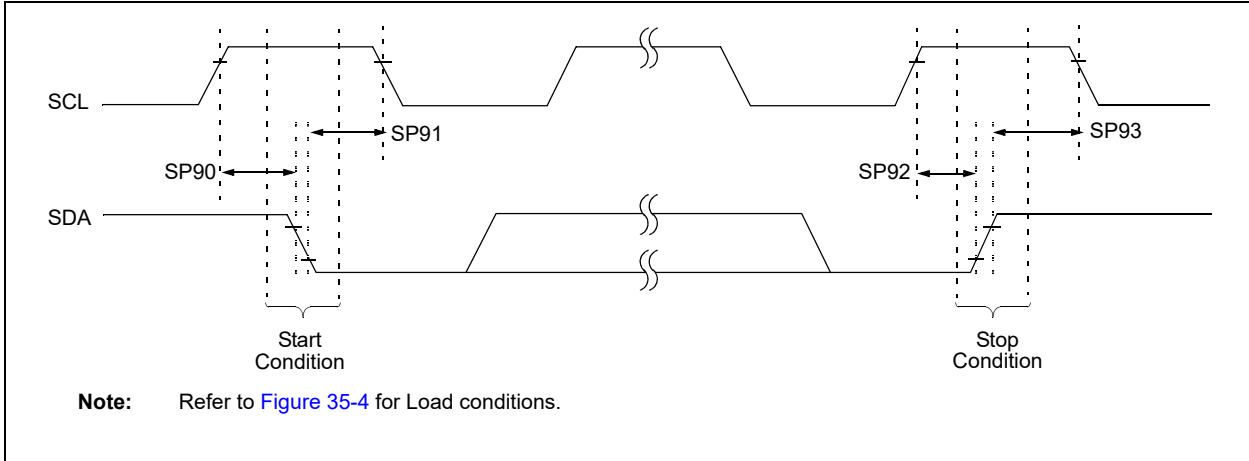 SCL
SP91
SP93
SP90
SP92
SDA
Start
Condition
Stop
Condition
Note: Refer to Figure 35-4 for Load conditions.